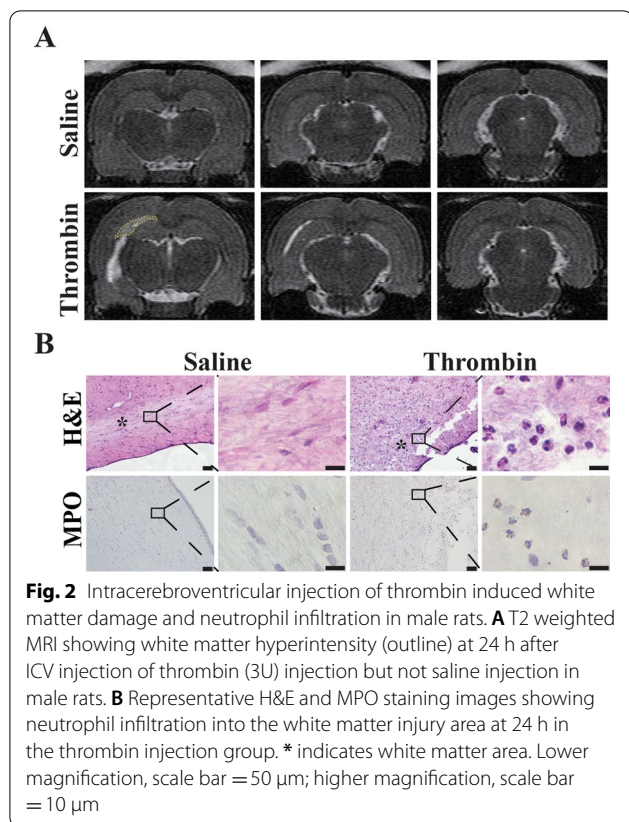 A
Saline
Thrombin
B
Saline Thrombin
H&E
*
*
MPO
Fig. 2 Intracerebroventricular injection of thrombin induced white
matter damage and neutrophil infiltration in male rats. A T2 weighted
MRI showing white matter hyperintensity (outline) at 24 h after
ICV injection of thrombin (3U) injection but not saline injection in
male rats. B Representative H&E and MPO staining images showing
neutrophil infiltration into the white matter injury area at 24 h in
the thrombin injection group. * indicates white matter area. Lower
magnification, scale bar = 50 μm; higher magnification, scale bar
= 10 μm